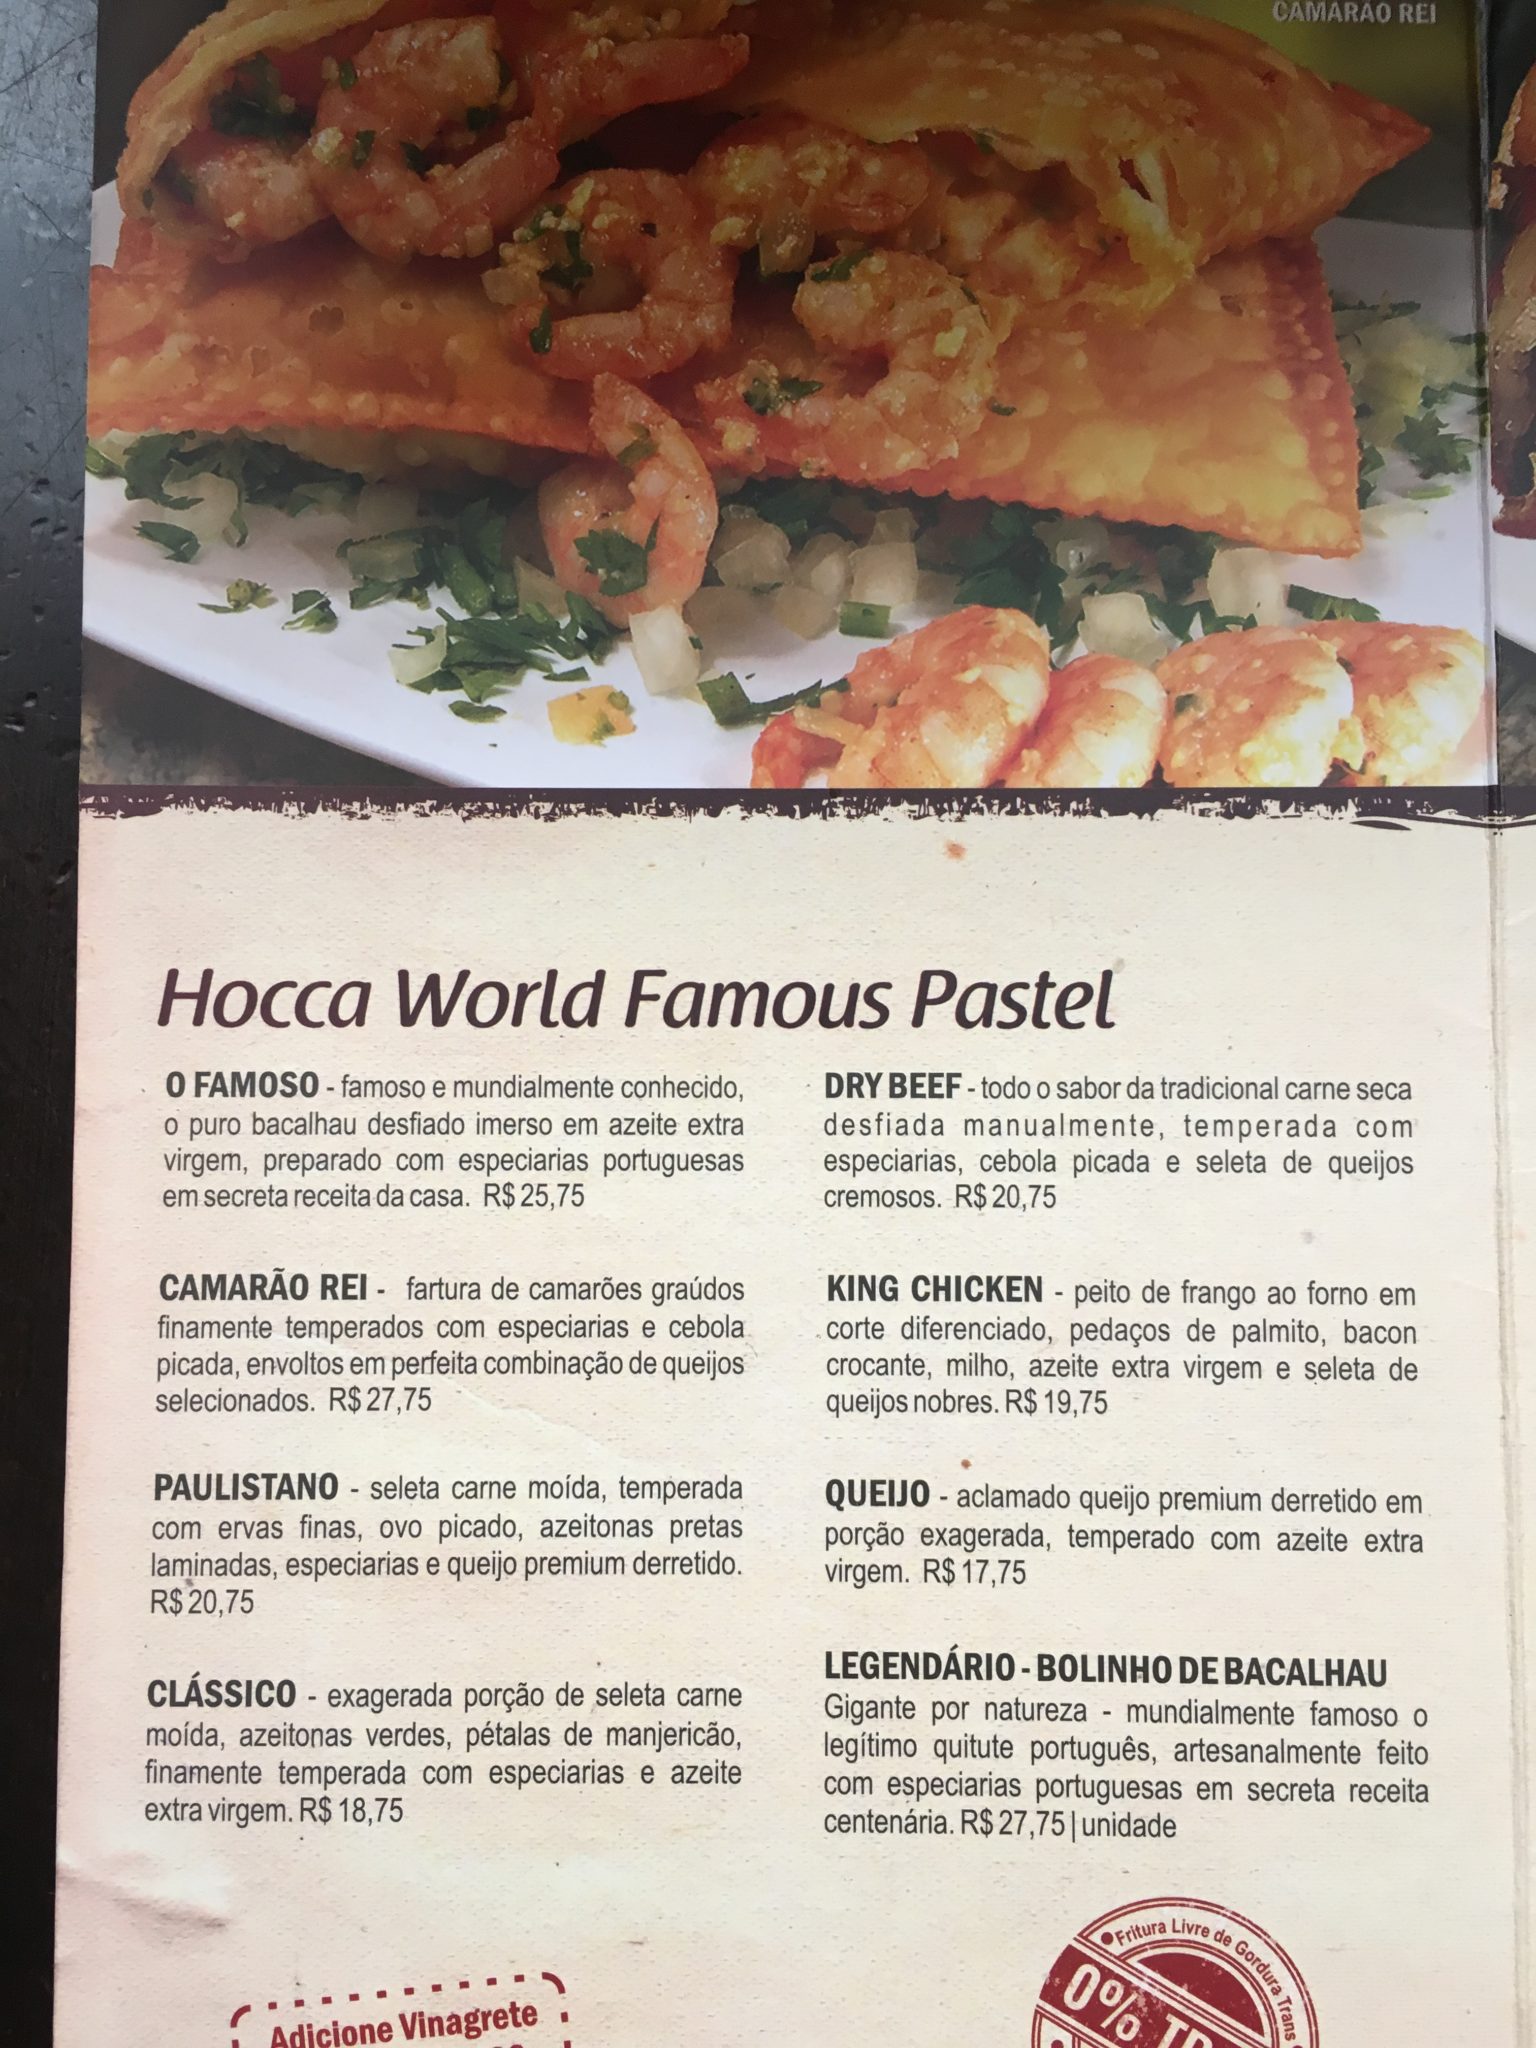 CAMARÃO REI
Hocca World Famous Pastel
O FAMOSO - famoso e mundialmente conhecido,
o puro bacalhau desfiado imerso em azeite extra
virgem, preparado com especiarias portuguesas
em secreta receita da casa. R$ 25,75
CAMARÃO REI - fartura de camarões graúdos
finamente temperados com especiarias e cebola
picada, envoltos em perfeita combinação de queijos
selecionados. R$ 27,75
PAULISTANO - seleta carne moída, temperada
com ervas finas, ovo picado, azeitonas pretas
laminadas, especiarias e queijo premium derretido.
R$ 20,75
CLÁSSICO - exagerada porção de seleta carne
moída, azeitonas verdes, pétalas de manjericão,
finamente temperada com especiarias e azeite
extra virgem. R$ 18,75
DRY BEEF - todo o sabor da tradicional carne seca
desfiada manualmente, temperada com
especiarias, cebola picada e seleta de queijos
cremosos. R$ 20,75
KING CHICKEN - peito de frango ao forno em
corte diferenciado, pedaços de palmito, bacon
crocante, milho, azeite extra virgem e seleta de
queijos nobres. R$ 19,75
QUEIJO - aclamado queijo premium derretido em
porção exagerada, temperado com azeite extra
virgem. R$ 17,75
LEGENDÁRIO - BOLINHO DE BACALHAU
Gigante por natureza - mundialmente famoso o
legítimo quitute português, artesanalmente feito
com especiarias portuguesas em secreta receita
centenária. R$ 27,75 | unidade
Adicione Vinagrete
Fritura Livre de Gordura Trans
0%